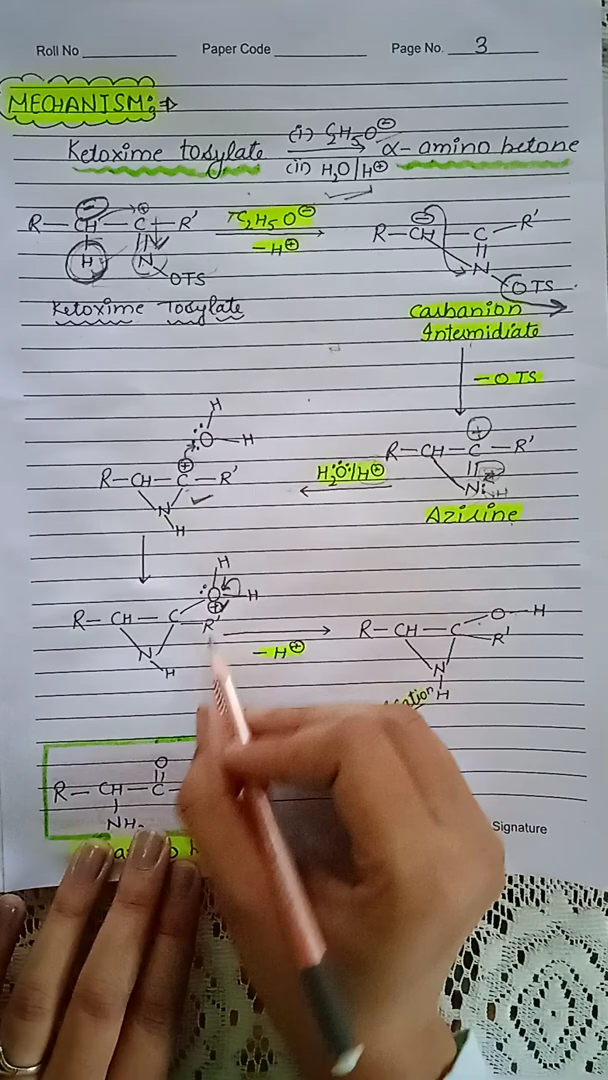 Roll No Paper Code Page No. 3
MECHANISM:⇒
Ketoxime tosylate (i) C2H5O⊖ α-amino ketone
(ii) H2O/H⊕
R—CH—C—R' C2H5O⊖ R—CH—C—R'
H N -H⊕ N
OTS OTS
Ketoxime Tosylate Carbanion
Intermidiate
-OTS
H
O—H
R—CH—C—R' H2O/H⊕ R—CH—C—R'
N N: H
H Azirine
H
R—CH—C—O—H R—CH—C—O—H
R' -H⊕ R'
N N
H H
O
R—CH—C—
NH2
Signature